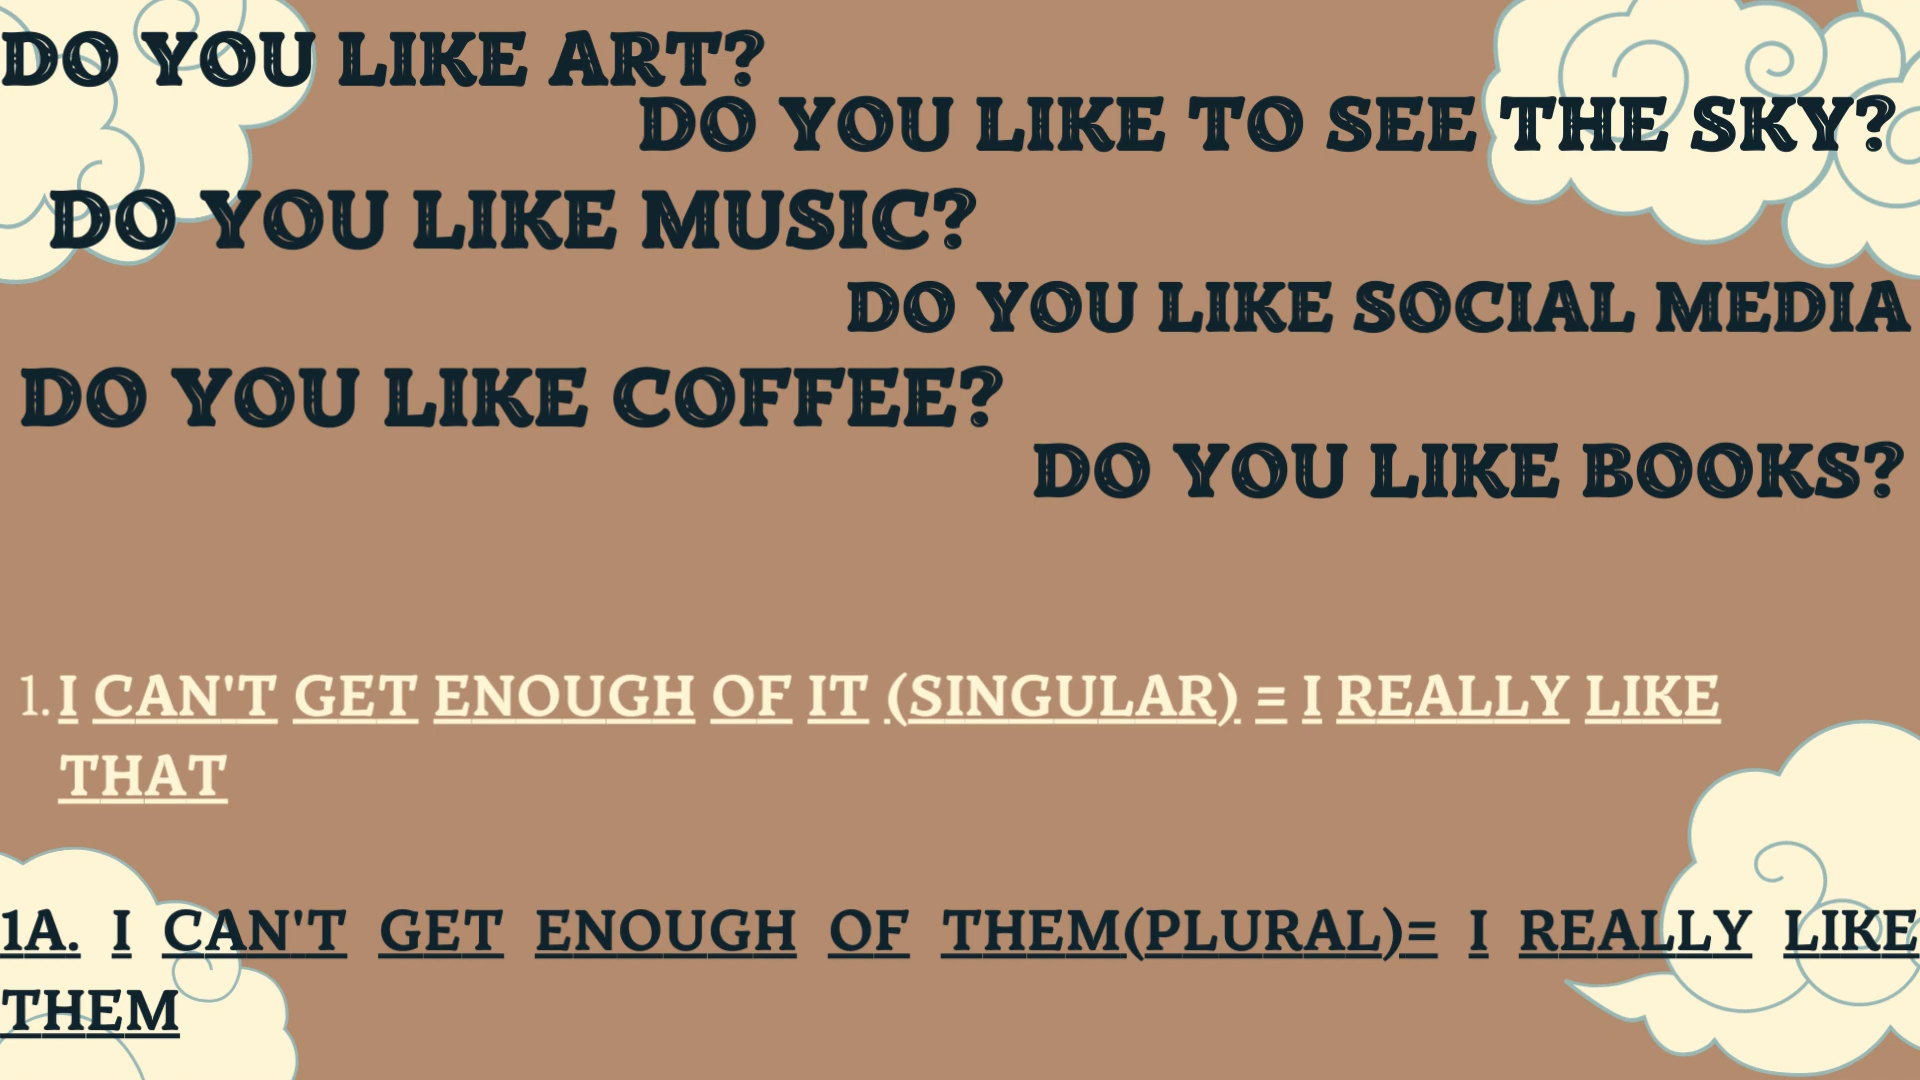 DO YOU LIKE ART?
DO YOU LIKE TO SEE THE SKY?
DO YOU LIKE MUSIC?
DO YOU LIKE SOCIAL MEDIA
DO YOU LIKE COFFEE?
DO YOU LIKE BOOKS?
1. I CAN'T GET ENOUGH OF IT (SINGULAR) = I REALLY LIKE
THAT
1A. I CAN'T GET ENOUGH OF THEM(PLURAL)= I REALLY LIKE
THEM